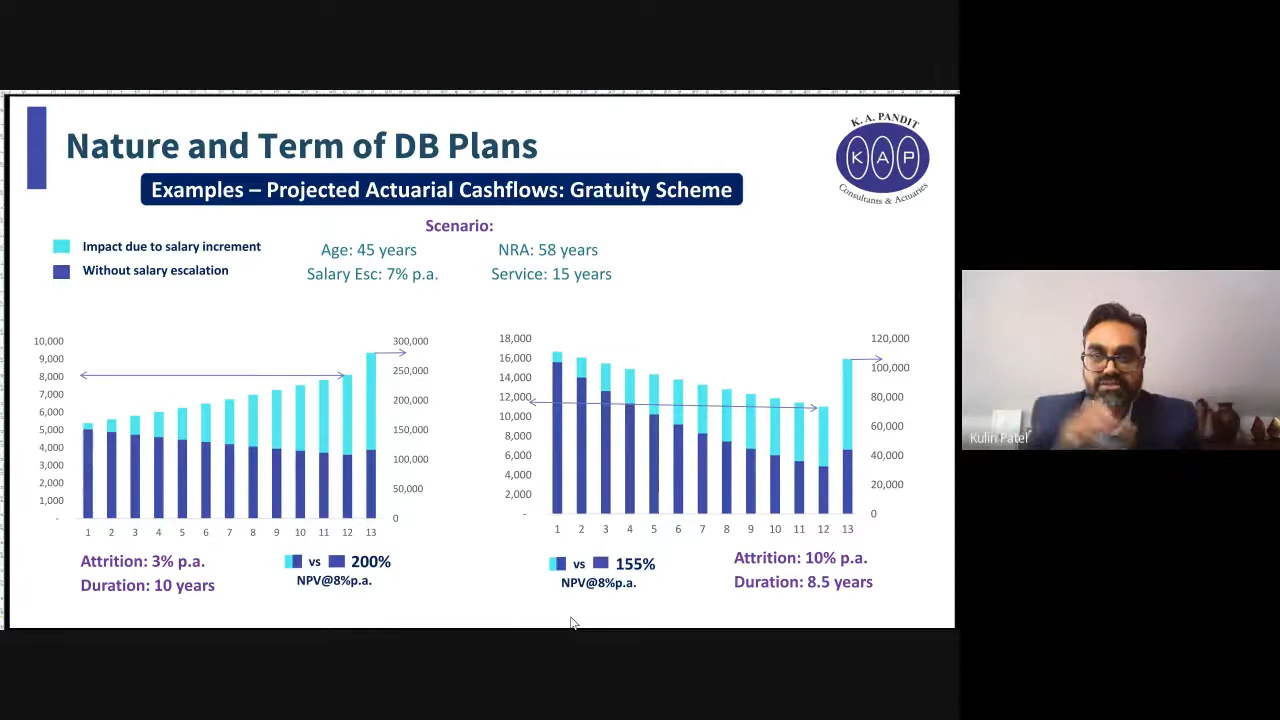 Nature and Term of DB Plans
K. A. PANDIT
K A P
Consultants & Actuaries
Examples – Projected Actuarial Cashflows: Gratuity Scheme
Scenario:
Impact due to salary increment
Without salary escalation
Age: 45 years
NRA: 58 years
Salary Esc: 7% p.a.
Service: 15 years
10,000
9,000
8,000
7,000
6,000
5,000
4,000
3,000
2,000
1,000
-
300,000
250,000
200,000
150,000
100,000
50,000
0
1 2 3 4 5 6 7 8 9 10 11 12 13
Attrition: 3% p.a.
Duration: 10 years
vs 200%
NPV@8%p.a.
18,000
16,000
14,000
12,000
10,000
8,000
6,000
4,000
2,000
-
120,000
100,000
80,000
60,000
40,000
20,000
0
1 2 3 4 5 6 7 8 9 10 11 12 13
vs 155%
NPV@8%p.a.
Attrition: 10% p.a.
Duration: 8.5 years
Kulin Patel